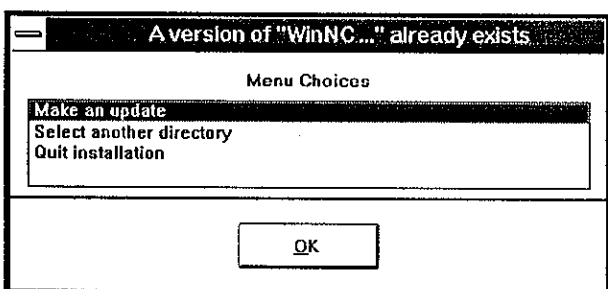 A version of "WinNC..." already exists
Menu Choices
Make an update
Select another directory
Quit installation
OK